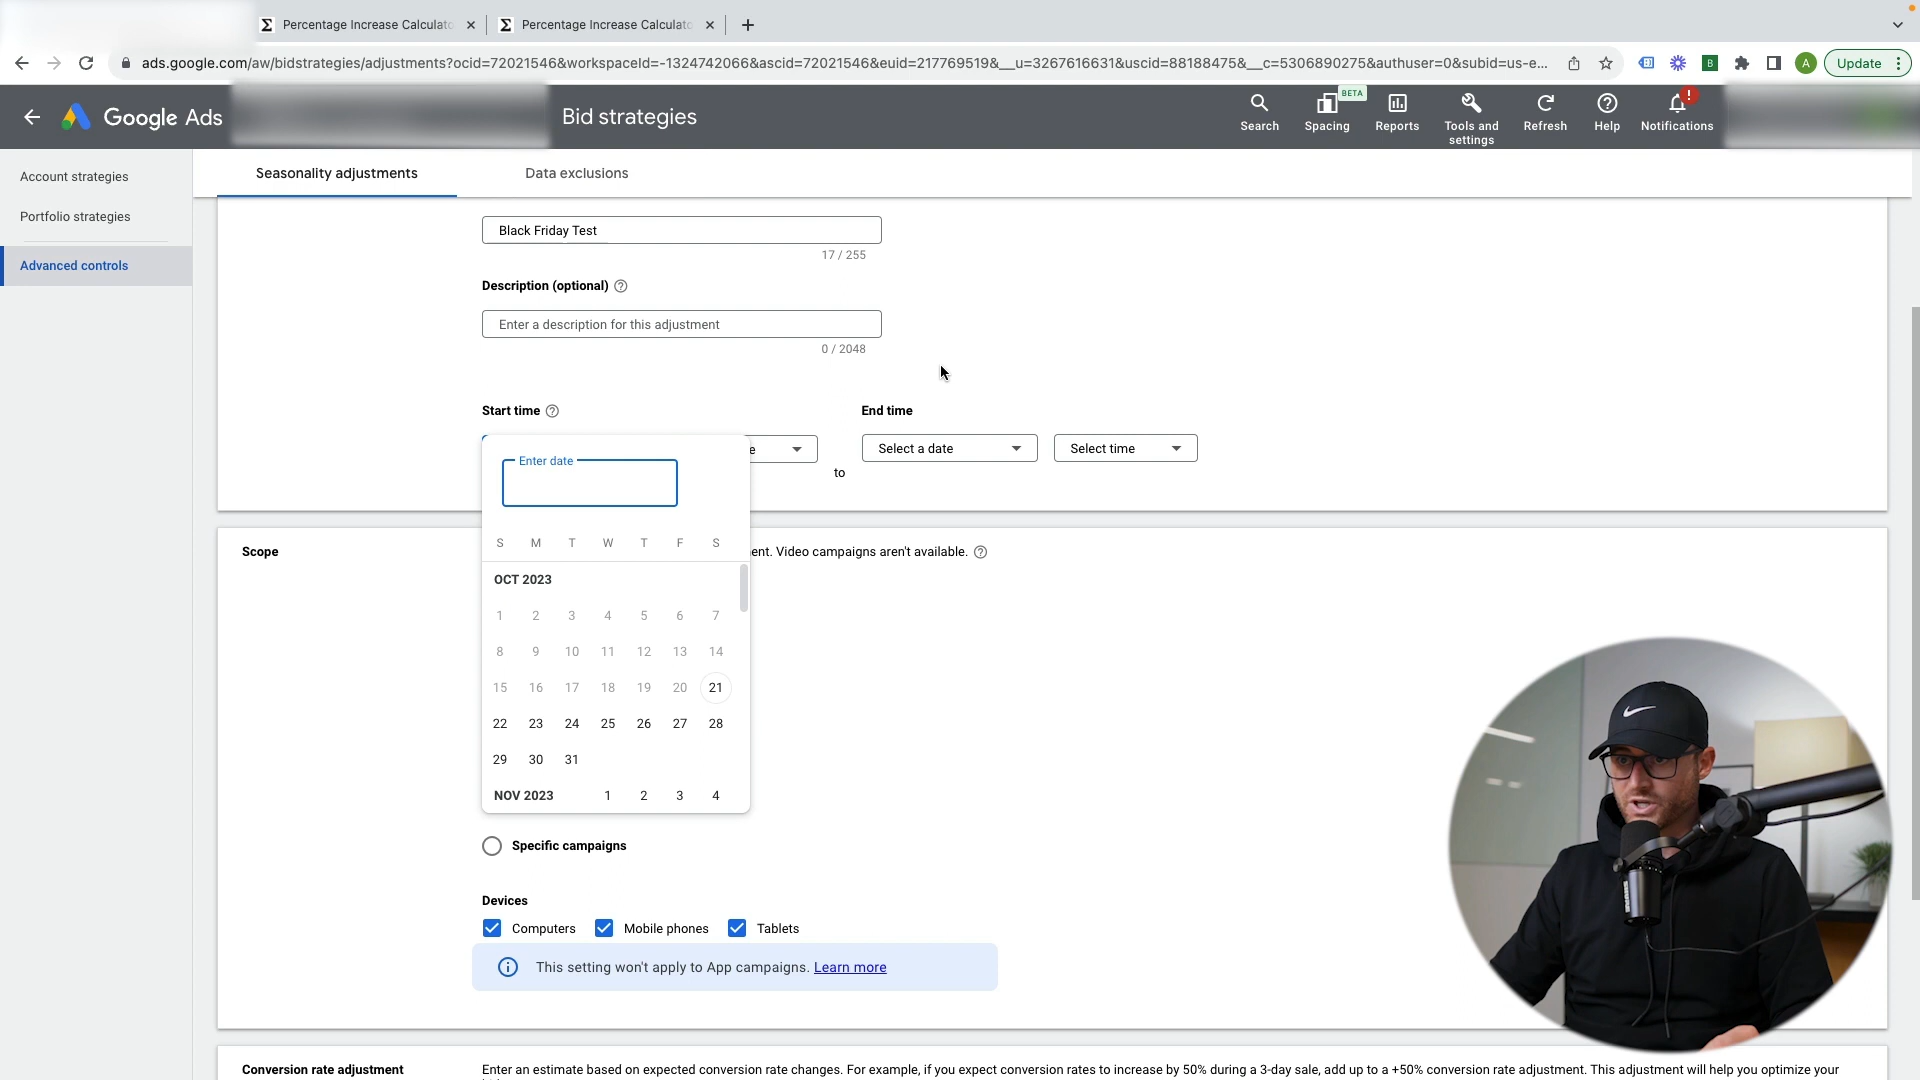 Percentage Increase Calculato
Percentage Increase Calculato
ads.google.com/aw/bidstrategies/adjustments?ocid=72021546&workspaceId=-1324742066&ascid=72021546&euid=217769519&__u=3267616631&uscid=88188475&__c=5306890275&authuser=0&subid=us-e...
B
A
Update
Google Ads
Bid strategies
BETA
Search
Spacing
Reports
Tools and settings
Refresh
Help
Notifications
Account strategies
Portfolio strategies
Advanced controls
Seasonality adjustments
Data exclusions
Black Friday Test
17 / 255
Description (optional)
Enter a description for this adjustment
0 / 2048
Start time
End time
e
to
Select a date
Select time
Enter date
S M T W T F S
OCT 2023
1 2 3 4 5 6 7
8 9 10 11 12 13 14
15 16 17 18 19 20 21
22 23 24 25 26 27 28
29 30 31
NOV 2023 1 2 3 4
Scope
ent. Video campaigns aren't available.
Specific campaigns
Devices
Computers
Mobile phones
Tablets
This setting won't apply to App campaigns. Learn more
Conversion rate adjustment
Enter an estimate based on expected conversion rate changes. For example, if you expect conversion rates to increase by 50% during a 3-day sale, add up to a +50% conversion rate adjustment. This adjustment will help you optimize your